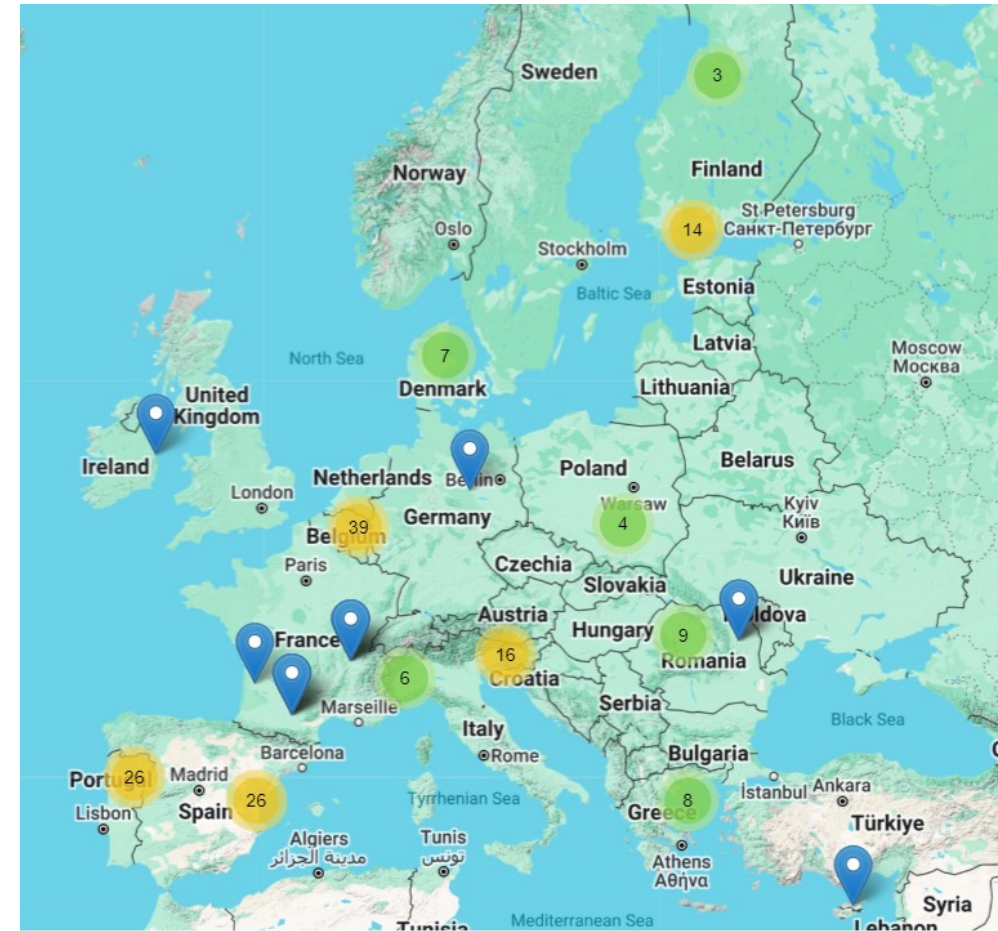 Sweden
3
Norway
Finland
Oslo
14
St Petersburg
Санкт-Петербург
Stockholm
Baltic Sea
Estonia
North Sea
7
Latvia
Moscow
Москва
Denmark
Lithuania
United
Kingdom
Ireland
Belarus
Poland
Netherlands
Berlin
London
Warsaw
4
Kyiv
Київ
Germany
39
Belgium
Paris
Czechia
Slovakia
Ukraine
Austria
Moldova
Hungary
France
9
16
Romania
6
Croatia
Marseille
Serbia
Italy
Black Sea
Rome
Barcelona
Bulgaria
Portugal
26
Madrid
İstanbul
Ankara
Tyrrhenian Sea
26
8
Spain
Lisbon
Greece
Türkiye
Algiers
مدينة الجزائر
Tunis
تونس
Athens
Αθήνα
Syria
Mediterranean Sea
Tunisia
Lebanon